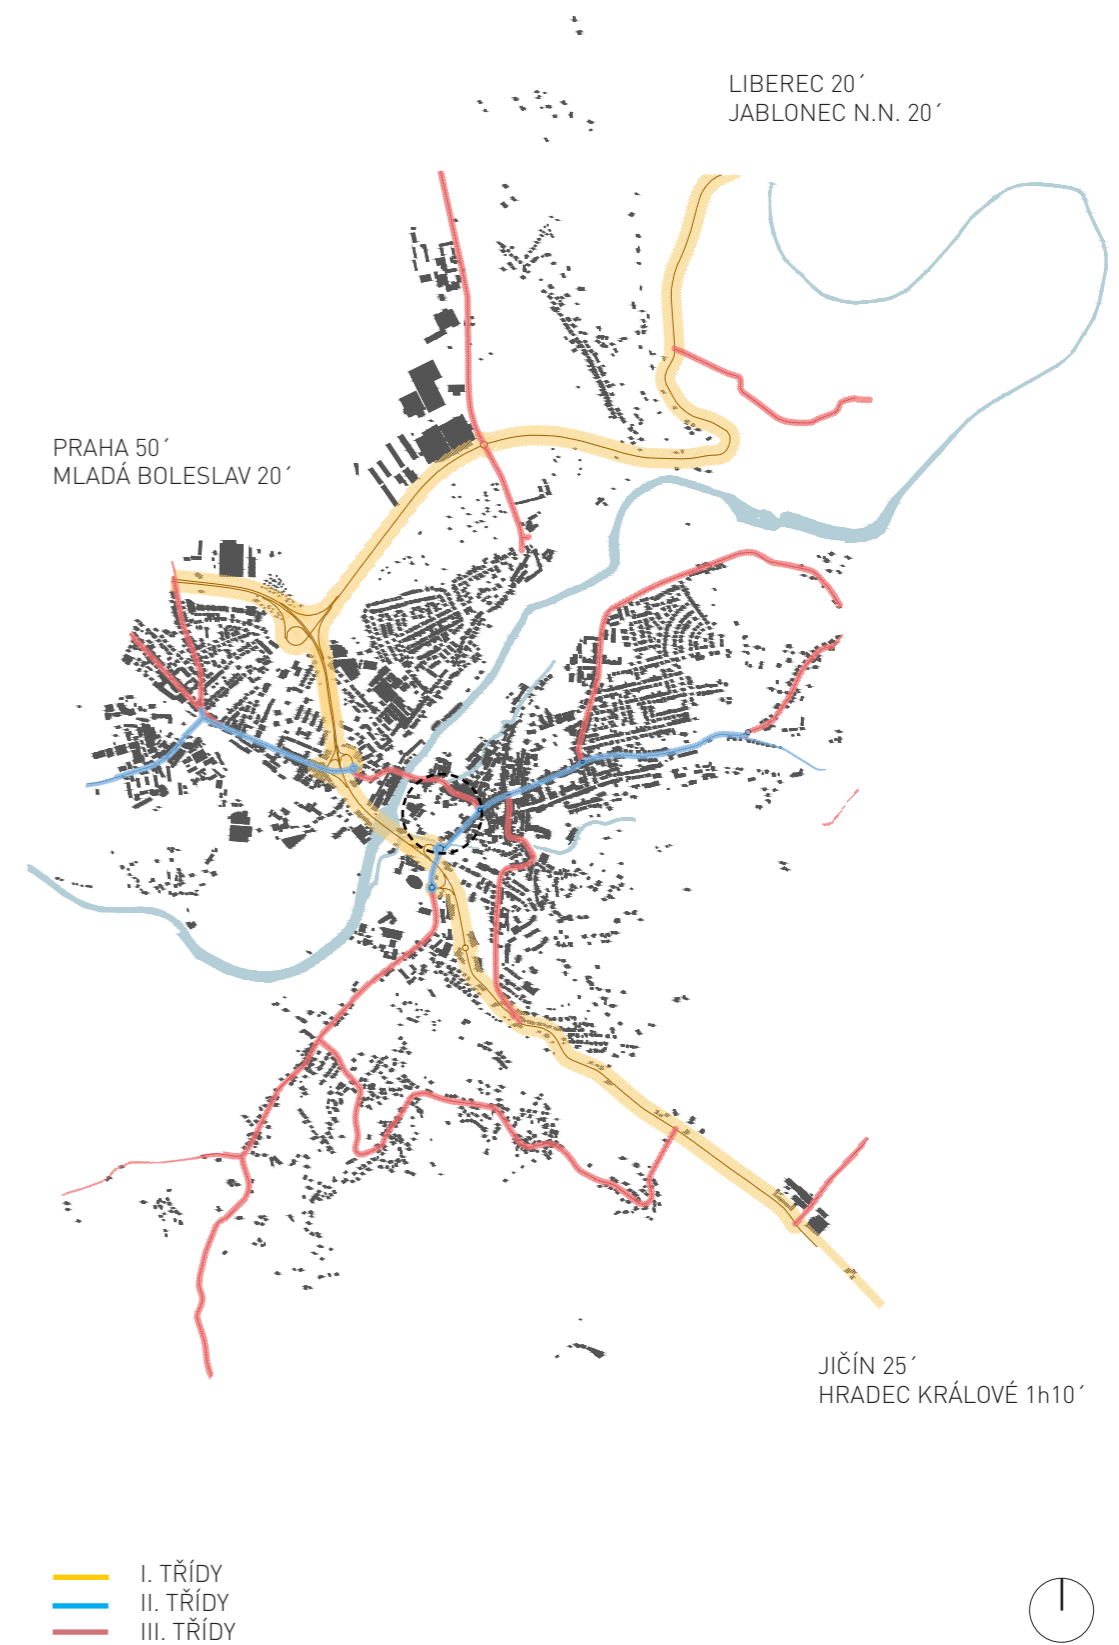 LIBEREC 20´
JABLONEC N.N. 20´
PRAHA 50´
MLADÁ BOLESLAV 20´
JIČÍN 25´
HRADEC KRÁLOVÉ 1h10´
I. TŘÍDY
II. TŘÍDY
III. TŘÍDY